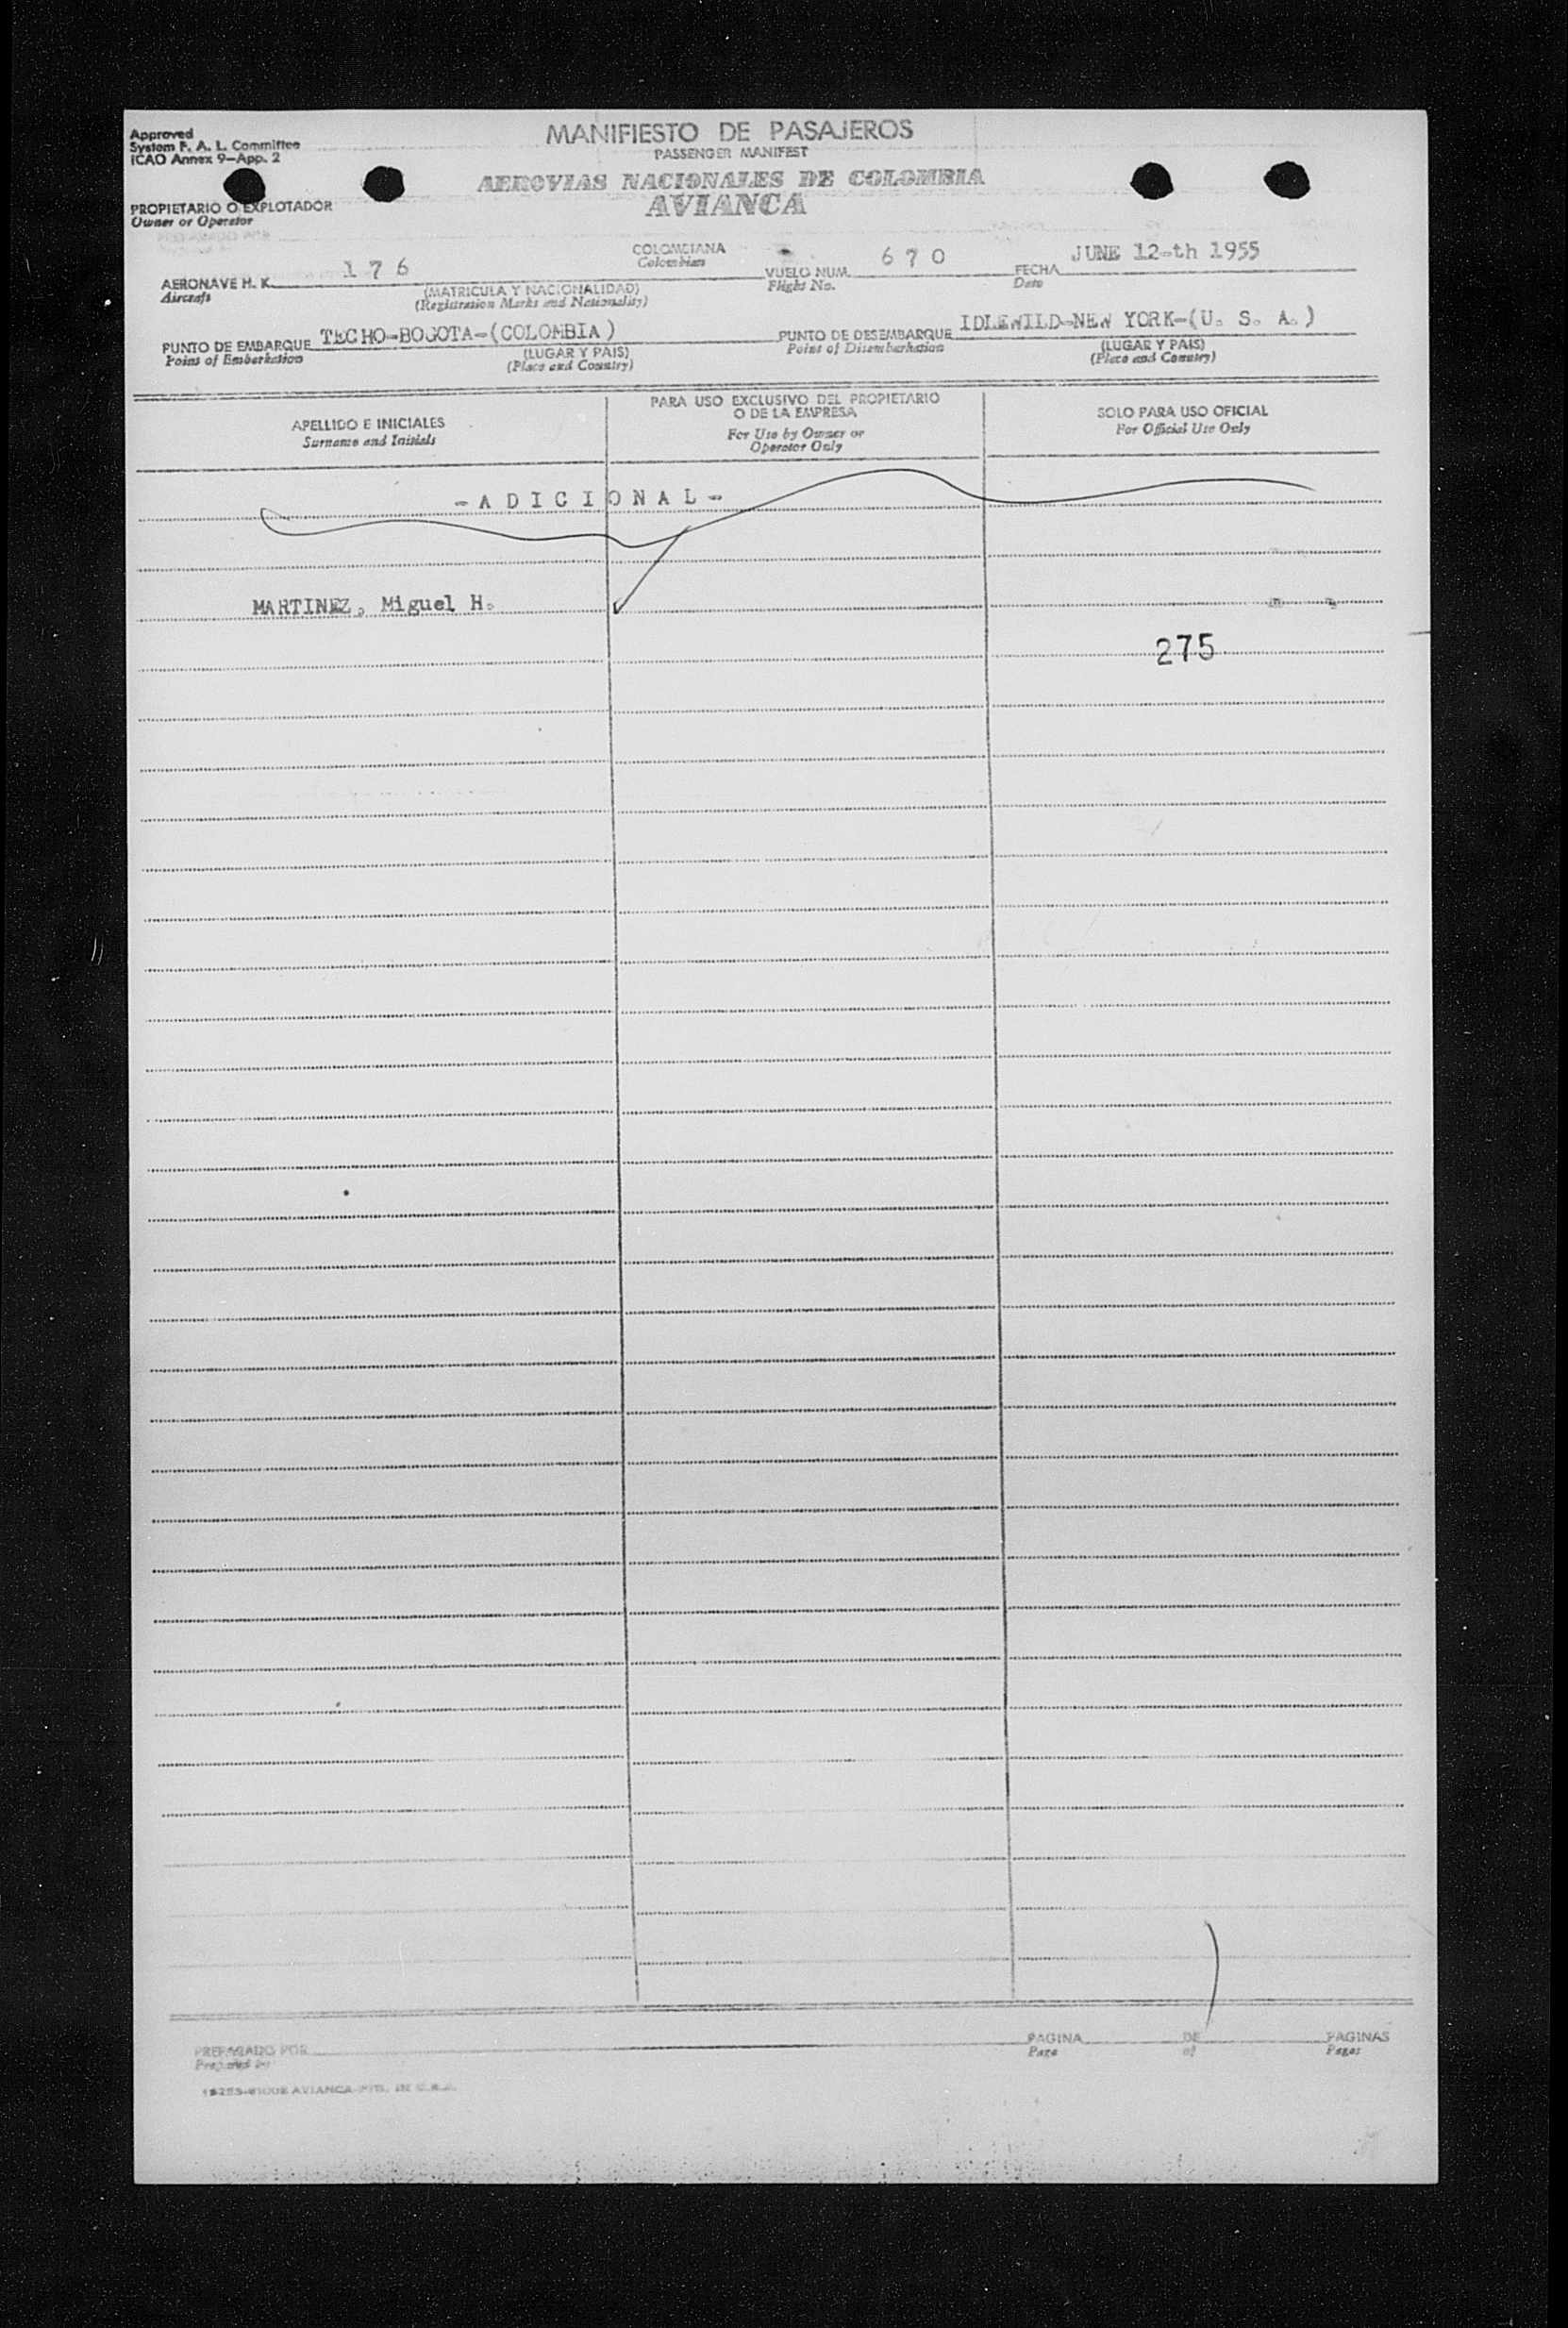 Approved
System F. A. L. Committee
ICAO Annex 9-App. 2
MANIFIESTO DE PASAJEROS
PASSENGER MANIFEST
AEROVIAS NACIONALES DE COLOMBIA
AVIANCA
PROPIETARIO O EXPLOTADOR
Owner or Operator
AERONAVE H. K. 176 COLOMBIANA VUELO NUM. 670 FECHA JUNE 12-th 1955
Aircraft Colombian Flight No. Date
(MATRICULA Y NACIONALIDAD)
(Registration Marks and Nationality)
PUNTO DE EMBARQUE TECHO-BOGOTA-(COLOMBIA) PUNTO DE DESEMBARQUE IDLEWILD-NEW YORK-(U. S. A.)
Point of Embarkation (LUGAR Y PAIS) Point of Disembarkation (LUGAR Y PAIS)
(Place and Country) (Place and Country)
APELLIDO E INICIALES
Surname and Initials
PARA USO EXCLUSIVO DEL PROPIETARIO
O DE LA EMPRESA
For Use by Owner or
Operator Only
SOLO PARA USO OFICIAL
For Official Use Only
-ADICIONAL-
MARTINEZ, Miguel H.
275
PREPARADO POR PAGINA DE PAGINAS
Prepared by Page of Pages